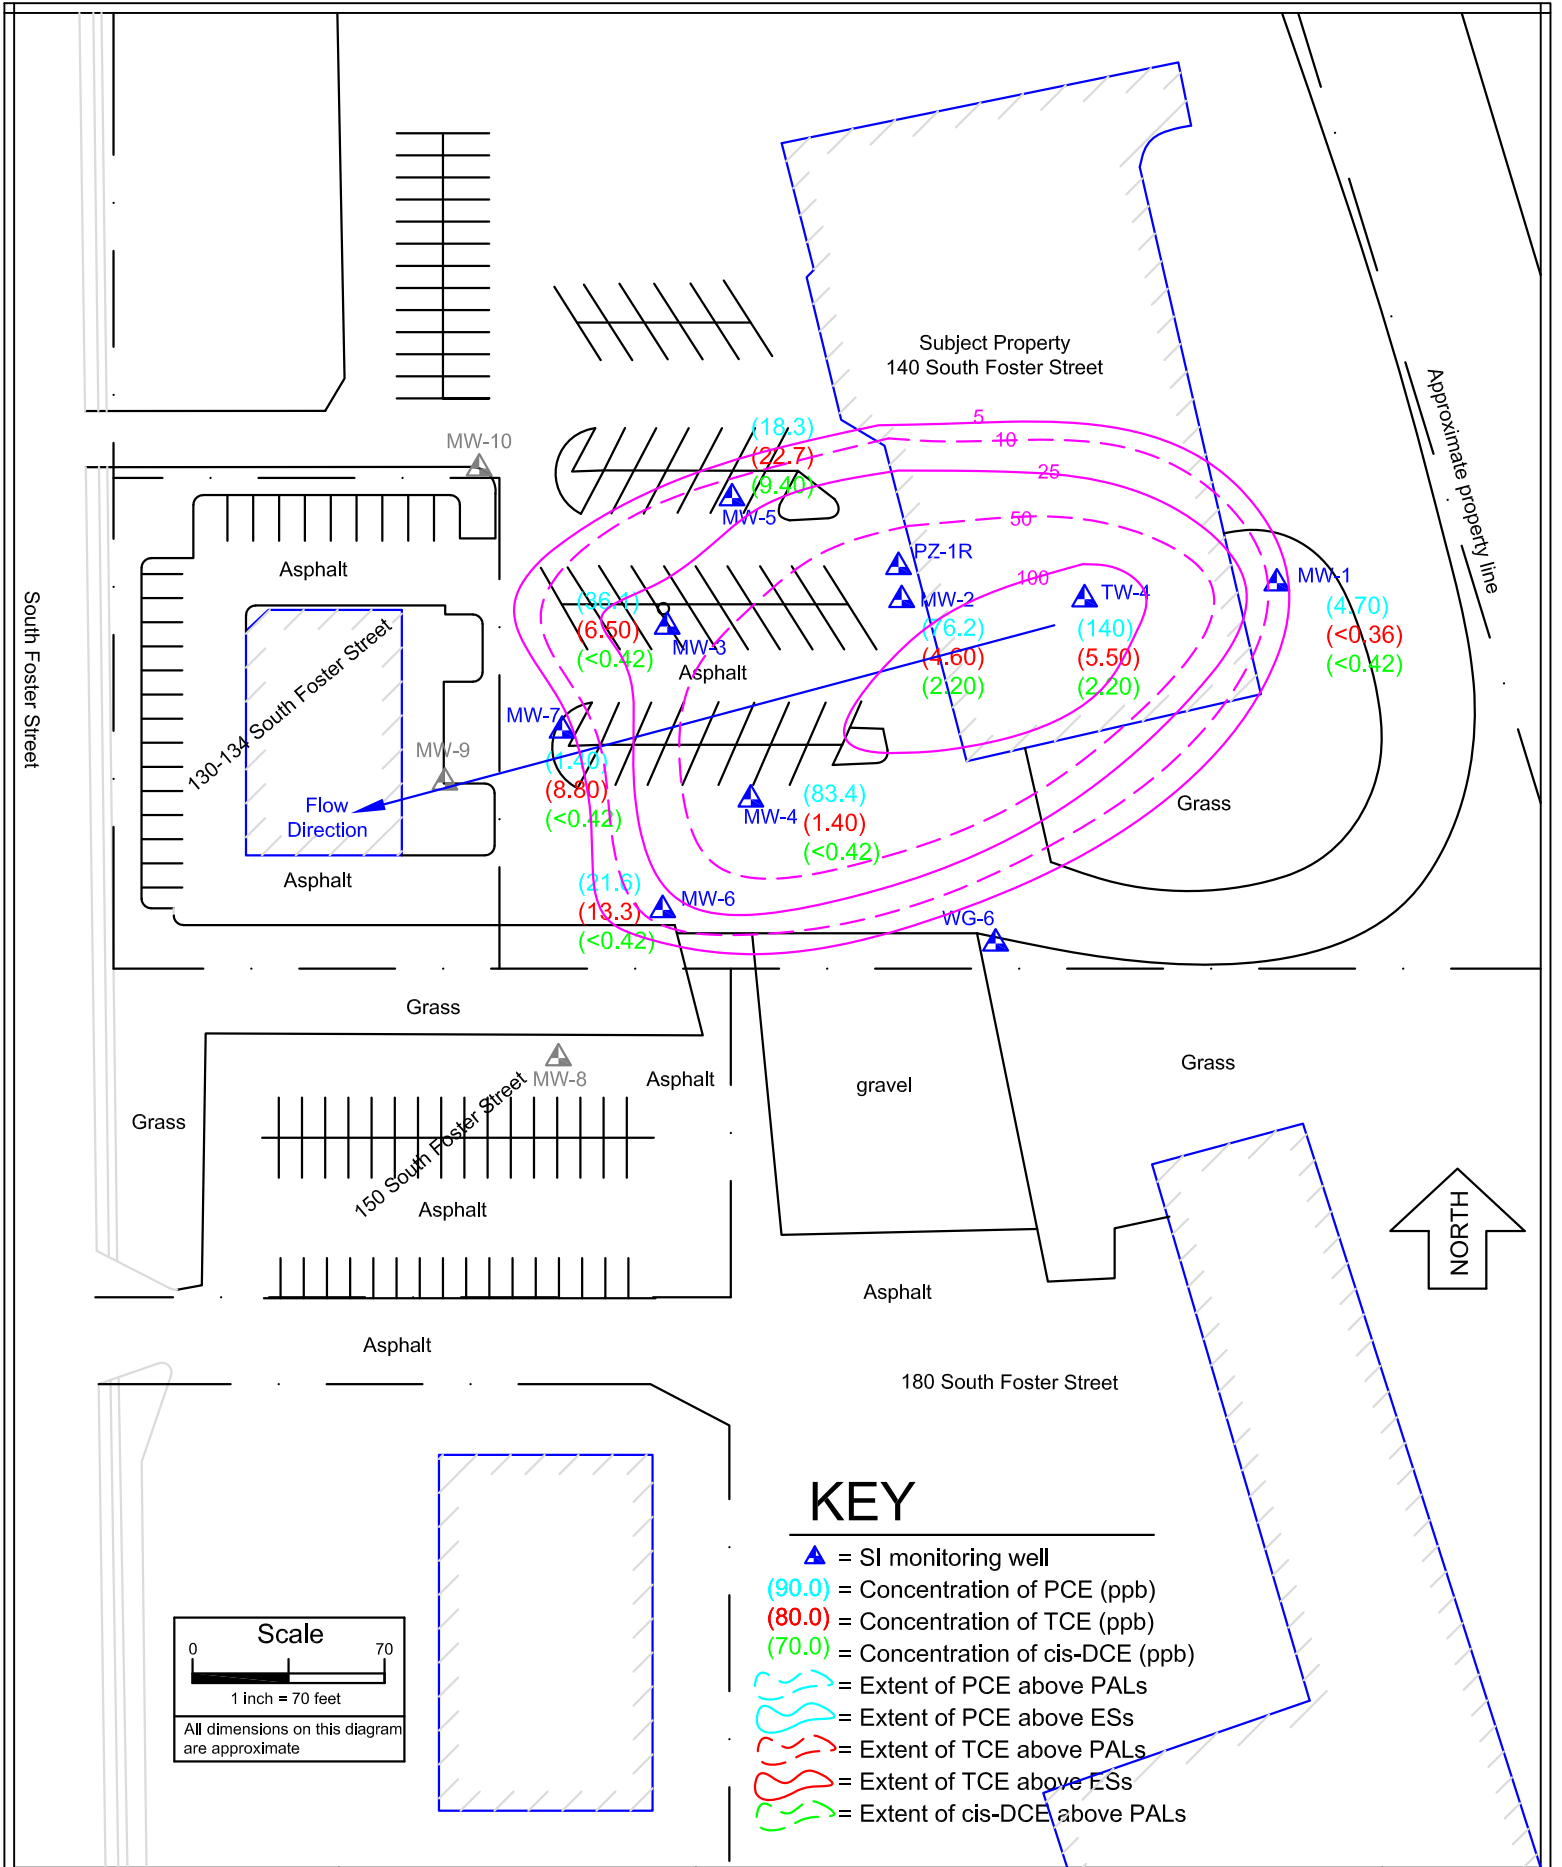 Subject Property
140 South Foster Street
Approximate property line
5
10
25
50
100
MW-10
(18.3)
(22.7)
(9.40)
MW-5
PZ-1R
MW-2
(76.2)
(4.60)
(2.20)
TW-4
(140)
(5.50)
(2.20)
MW-1
(4.70)
(<0.36)
(<0.42)
Asphalt
(36.1)
(6.50)
(<0.42)
MW-3
Asphalt
South Foster Street
130-134 South Foster Street
MW-7
(1.40)
(8.80)
(<0.42)
MW-9
Flow
Direction
MW-4
(83.4)
(1.40)
(<0.42)
Grass
Asphalt
(21.6)
(13.3)
(<0.42)
MW-6
WG-6
Grass
MW-8
Asphalt
gravel
Grass
Grass
150 South Foster Street
Asphalt
NORTH
Asphalt
Asphalt
180 South Foster Street
KEY
= SI monitoring well
(90.0) = Concentration of PCE (ppb)
(80.0) = Concentration of TCE (ppb)
(70.0) = Concentration of cis-DCE (ppb)
= Extent of PCE above PALs
= Extent of PCE above ESs
= Extent of TCE above PALs
= Extent of TCE above ESs
= Extent of cis-DCE above PALs
Scale
0 70
1 inch = 70 feet
All dimensions on this diagram
are approximate